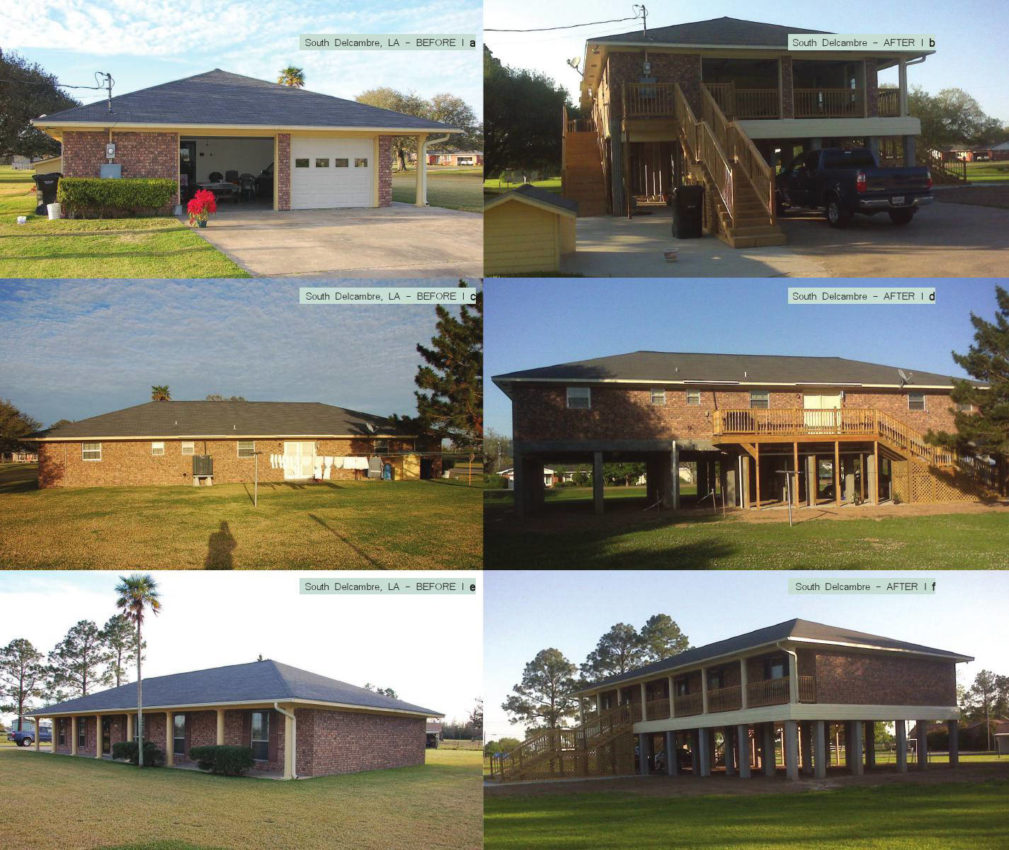 South Delcambre, LA - BEFORE | a
South Delcambre - AFTER | b
South Delcambre, LA - BEFORE | c
South Delcambre - AFTER | d
South Delcambre, LA - BEFORE | e
South Delcambre - AFTER | f